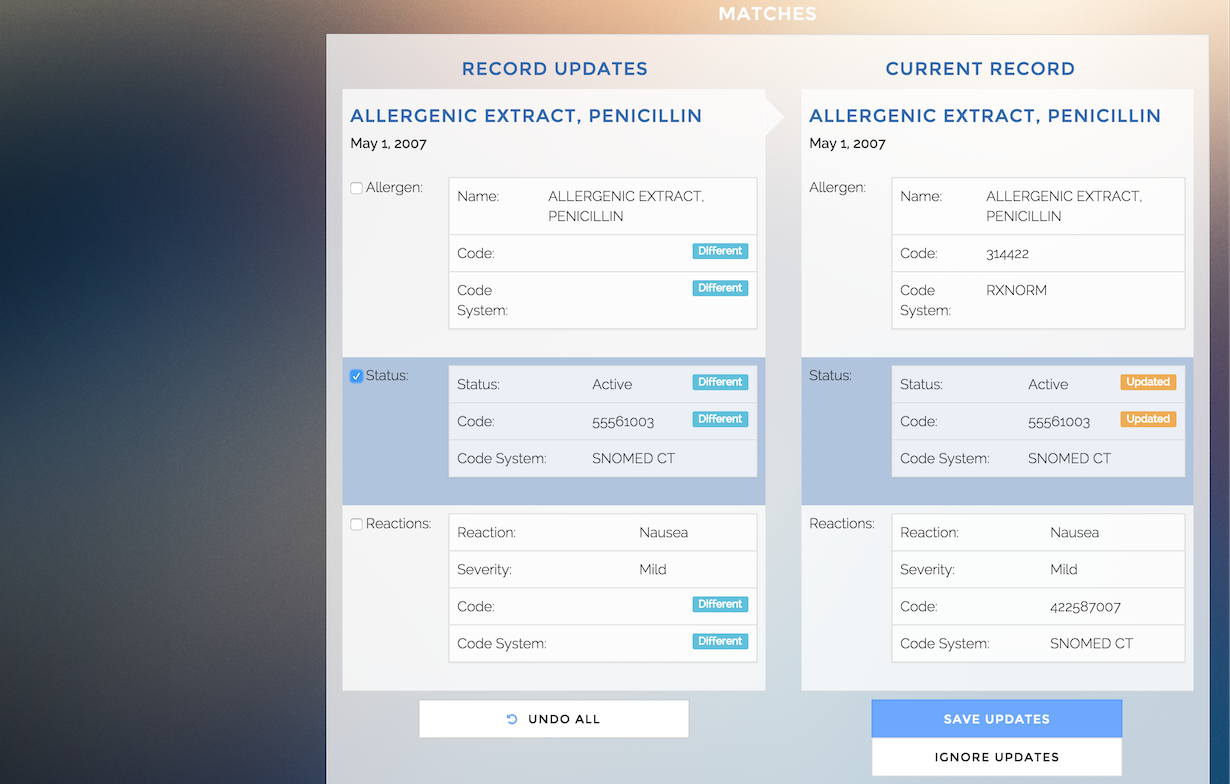 MATCHES
RECORD UPDATES
ALLERGENIC EXTRACT, PENICILLIN
May 1, 2007
Allergen:
Name: ALLERGENIC EXTRACT,
PENICILLIN
Code: Different
Code Different
System:
Status:
Status: Active Different
Code: 55561003 Different
Code System: SNOMED CT
Reactions:
Reaction: Nausea
Severity: Mild
Code: Different
Code System: Different
UNDO ALL
CURRENT RECORD
ALLERGENIC EXTRACT, PENICILLIN
May 1, 2007
Allergen:
Name: ALLERGENIC EXTRACT,
PENICILLIN
Code: 314422
Code RXNORM
System:
Status:
Status: Active Updated
Code: 55561003 Updated
Code System: SNOMED CT
Reactions:
Reaction: Nausea
Severity: Mild
Code: 422587007
Code System: SNOMED CT
SAVE UPDATES
IGNORE UPDATES